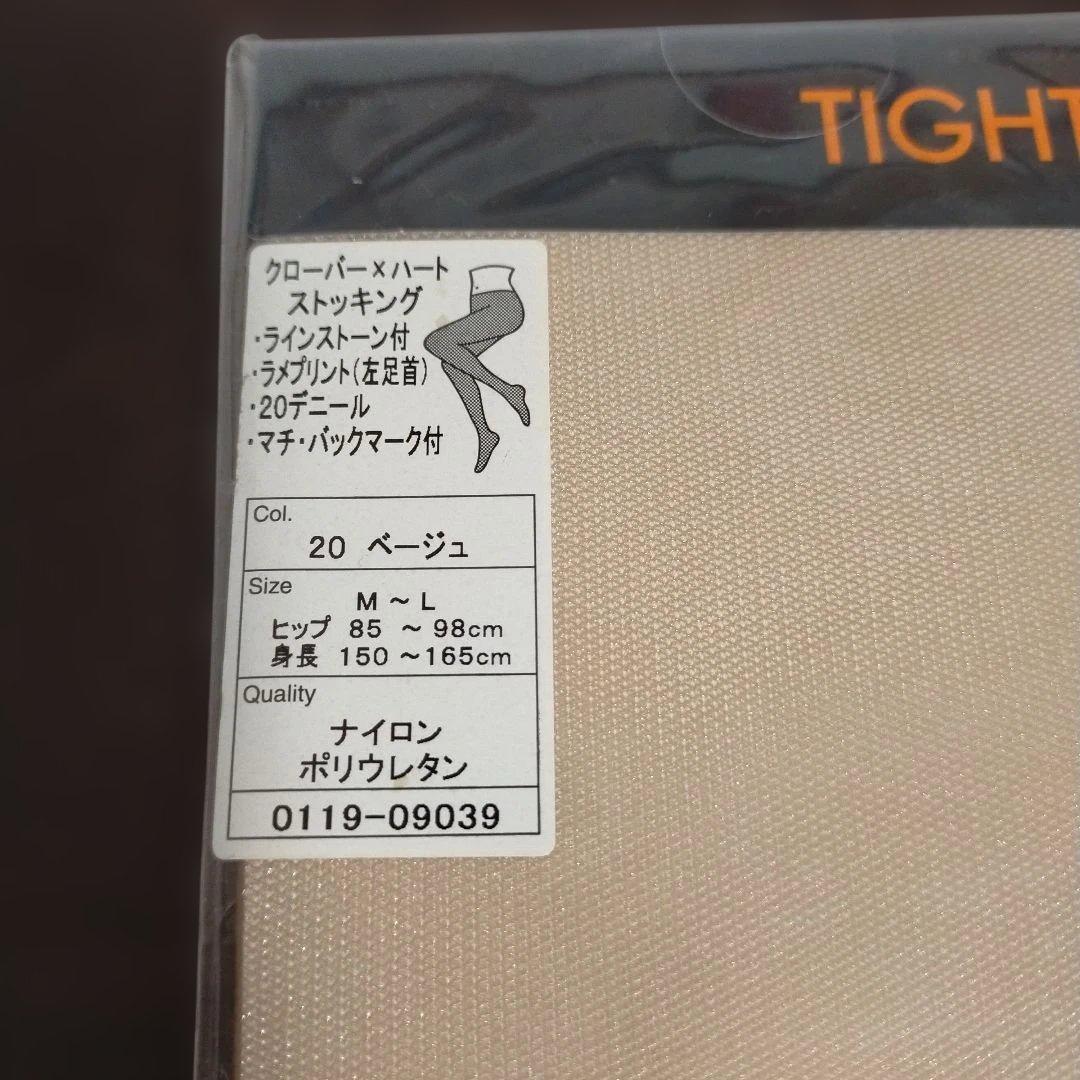 TIGHT
クローバー×ハート
ストッキング
・ラインストーン付
・ラメプリント(左足首)
・20デニール
・マチ・バックマーク付
Col.
20 ベージュ
Size
M ～ L
ヒップ 85 ～ 98cm
身長 150 ～165cm
Quality
ナイロン
ポリウレタン
0119-09039